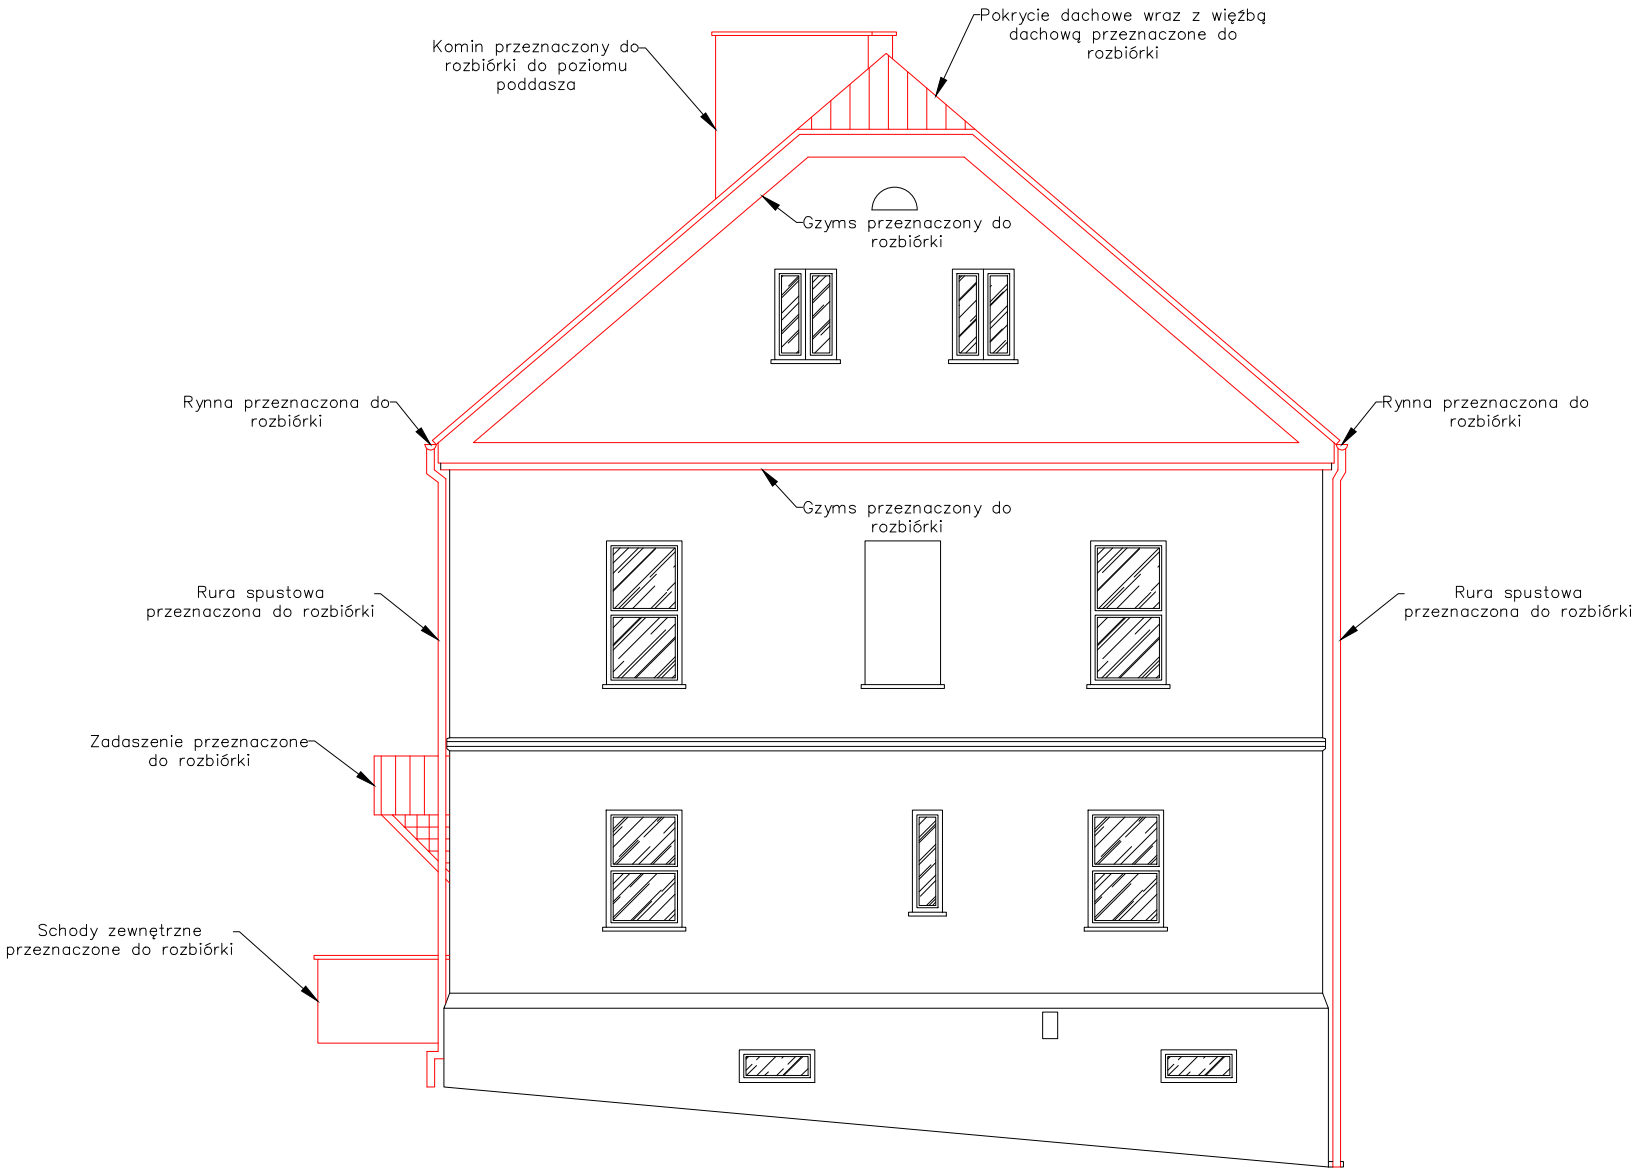 Pokrycie dachowe wraz z więźbą
dachową przeznaczone do
rozbiórki
Komin przeznaczony do
rozbiórki do poziomu
poddasza
Gzyms przeznaczony do
rozbiórki
Rynna przeznaczona do
rozbiórki
Rynna przeznaczona do
rozbiórki
Gzyms przeznaczony do
rozbiórki
Rura spustowa
przeznaczona do rozbiórki
Rura spustowa
przeznaczona do rozbiórki
Zadaszenie przeznaczone
do rozbiórki
Schody zewnętrzne
przeznaczone do rozbiórki